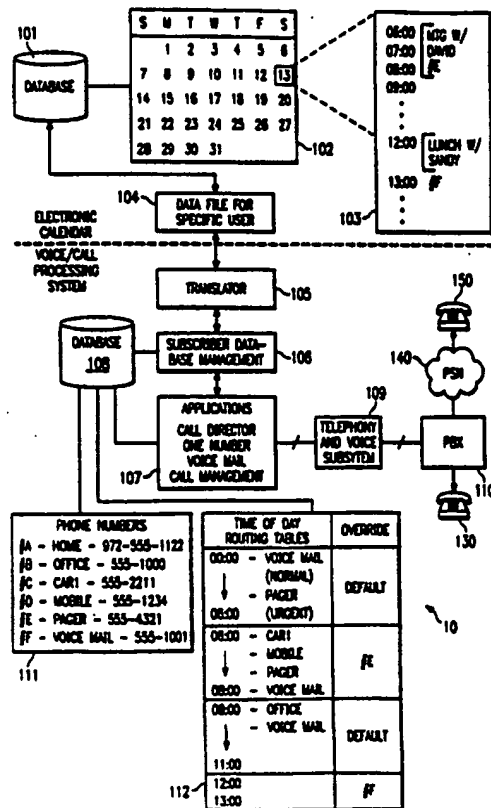 101
DATABASE
S M T W T F S
1 2 3 4 5 6
7 8 9 10 11 12 13
14 15 16 17 18 19 20
21 22 23 24 25 26 27
28 29 30 31
102
06:00 MTG W/
07:00 DAVID
08:00 #E
09:00
12:00 LUNCH W/
SANDY
13:00 #F
103
104
DATA FILE FOR
SPECIFIC USER
ELECTRONIC CALENDAR
VOICE/CALL
PROCESSING
SYSTEM
TRANSLATOR
105
DATABASE
108
SUBSCRIBER DATA-
BASE MANAGEMENT
106
APPLICATIONS
CALL DIRECTOR
ONE NUMBER
VOICE MAIL
CALL MANAGEMENT
107
109
TELEPHONY
AND VOICE
SUBSYTEM
150
140
PSN
PBX
110
130
PHONE NUMBERS
#A - HOME - 972-555-1122
#B - OFFICE - 555-1000
#C - CAR1 - 555-2211
#D - MOBILE - 555-1234
#E - PAGER - 555-4321
#F - VOICE MAIL - 555-1001
111
TIME OF DAY
ROUTING TABLES
OVERRIDE
00:00 - VOICE MAIL
(NORMAL)
- PAGER
06:00 (URGENT)
DEFAULT
06:00 - CAR1
- MOBILE
- PAGER
08:00 - VOICE MAIL
#E
08:00 - OFFICE
- VOICE MAIL
11:00
DEFAULT
12:00
13:00
#F
112
10